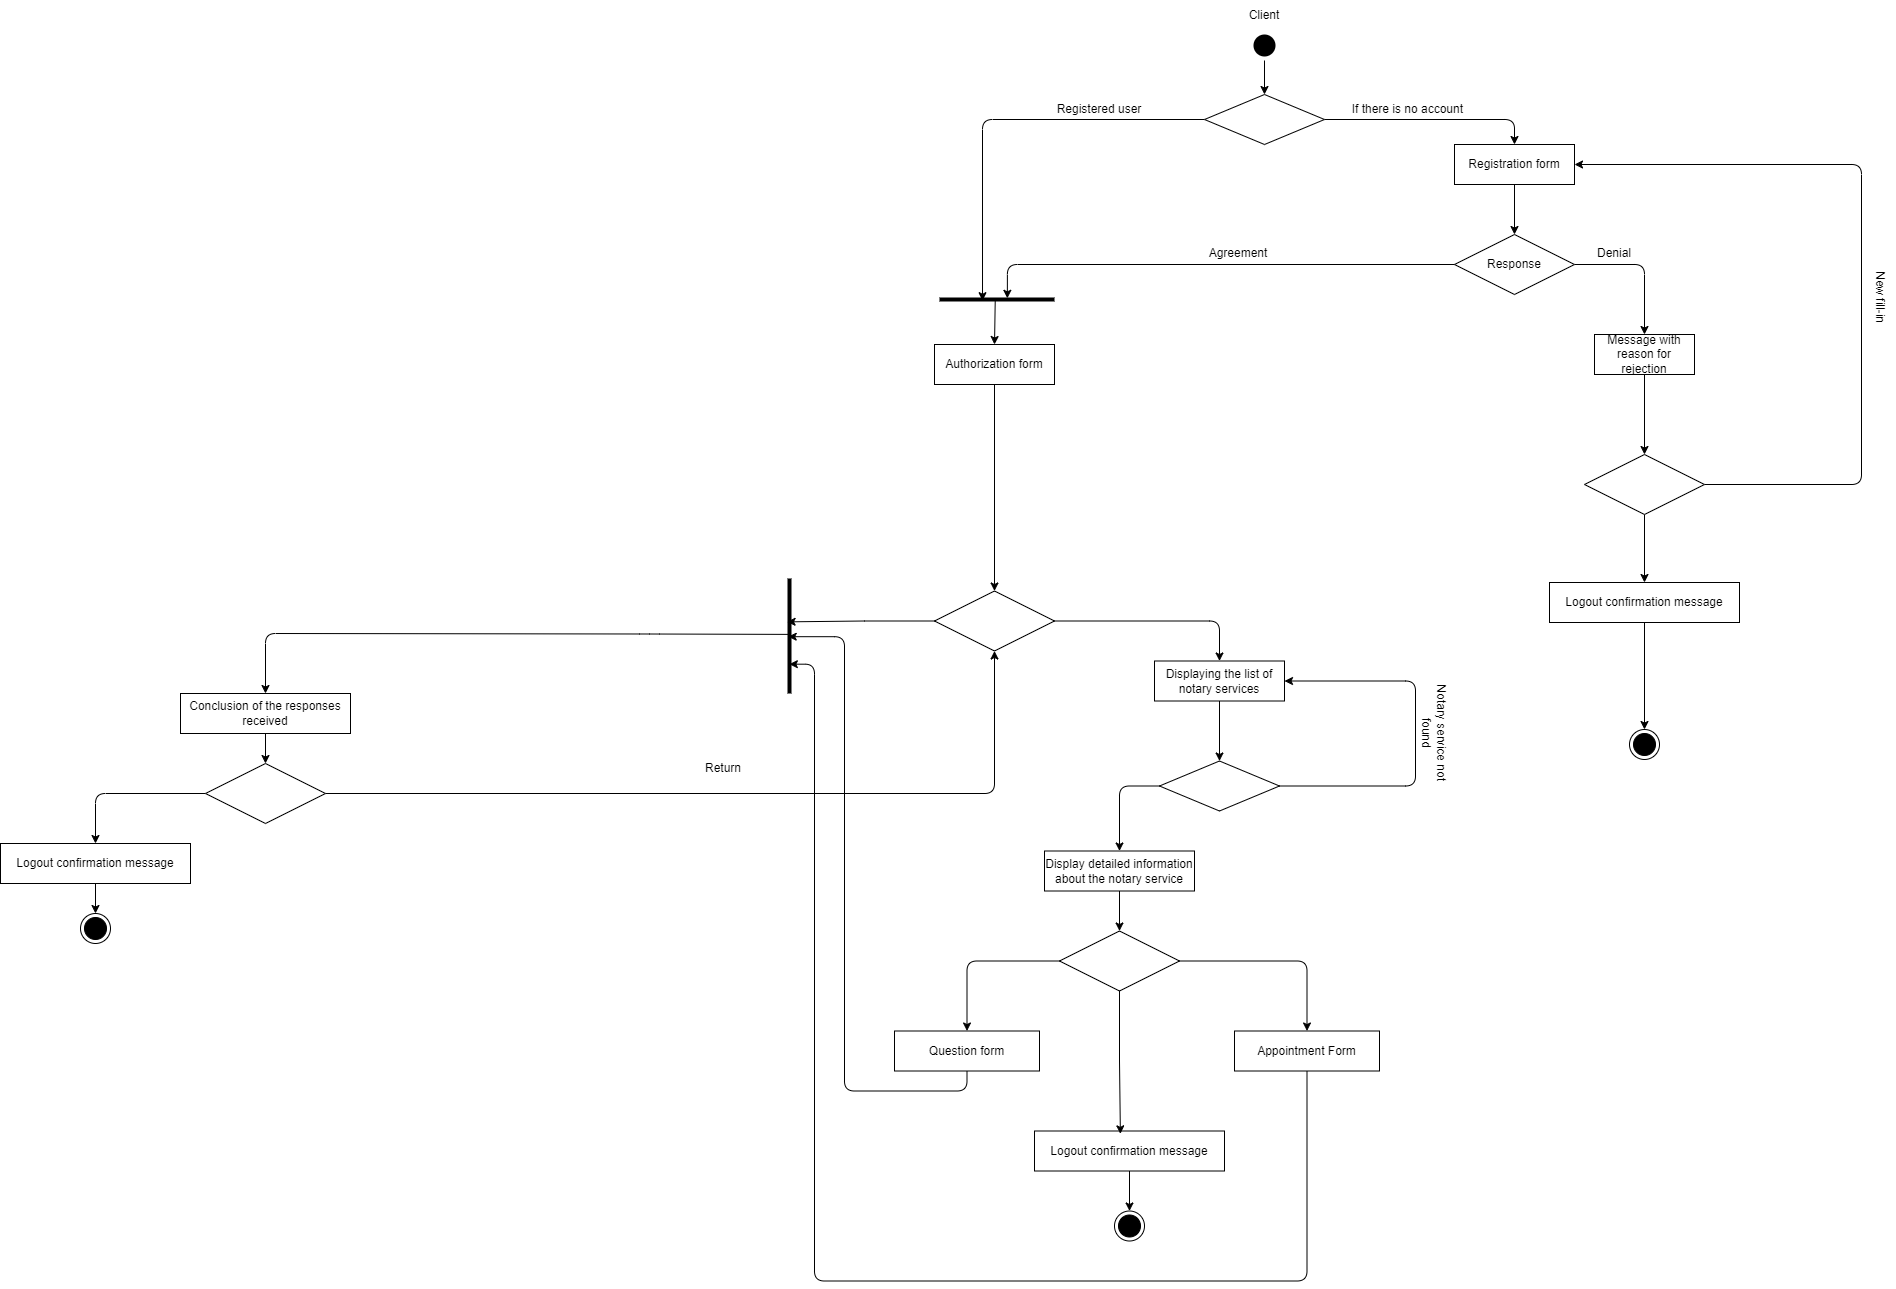 Client
Registered user
If there is no account
Registration form
Agreement
Response
Denial
New fill-in
Message with
reason for
rejection
Authorization form
Logout confirmation message
Displaying the list of
notary services
Notary service not
found
Conclusion of the responses
received
Return
Logout confirmation message
Display detailed information
about the notary service
Question form
Appointment Form
Logout confirmation message